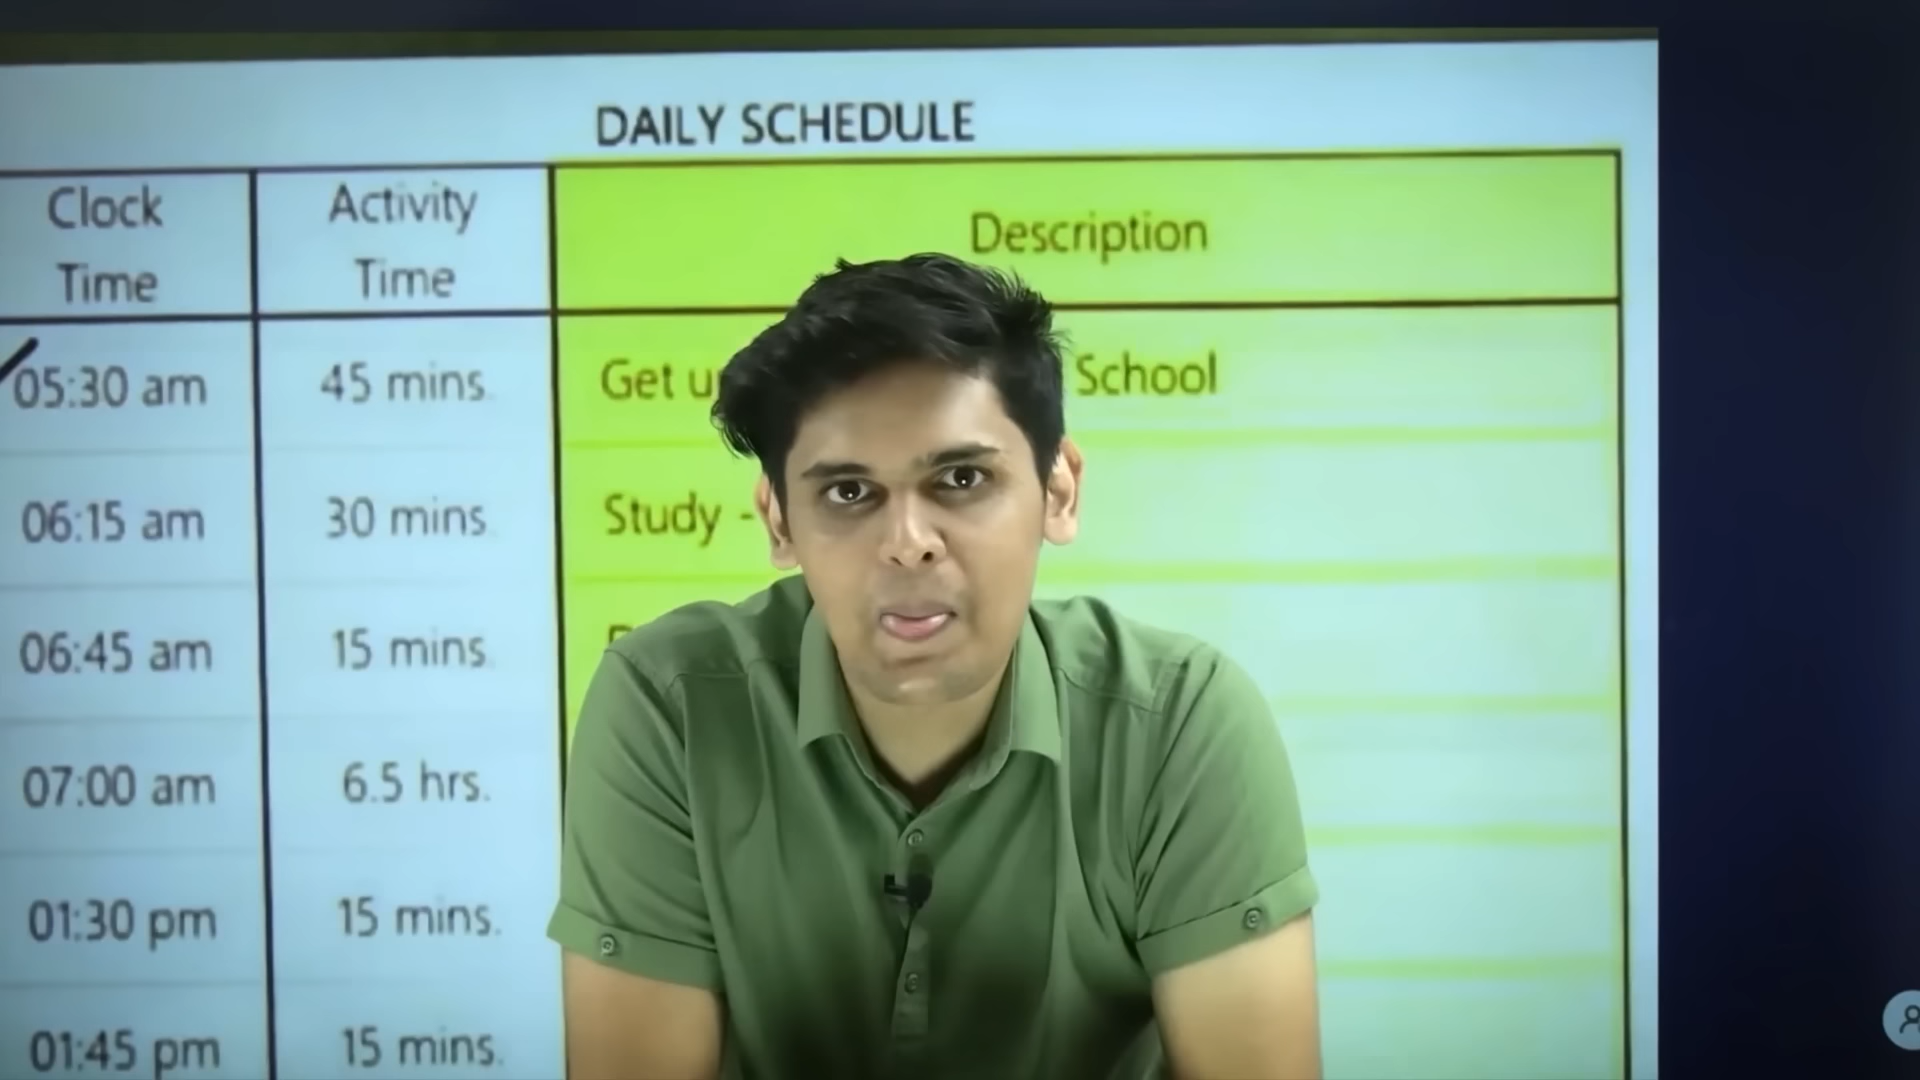 DAILY SCHEDULE
Clock Time
Activity Time
Description
05:30 am 45 mins. Get School
06:15 am 30 mins. Study -
06:45 am 15 mins.
07:00 am 6.5 hrs.
01:30 pm 15 mins.
01:45 pm 15 mins.